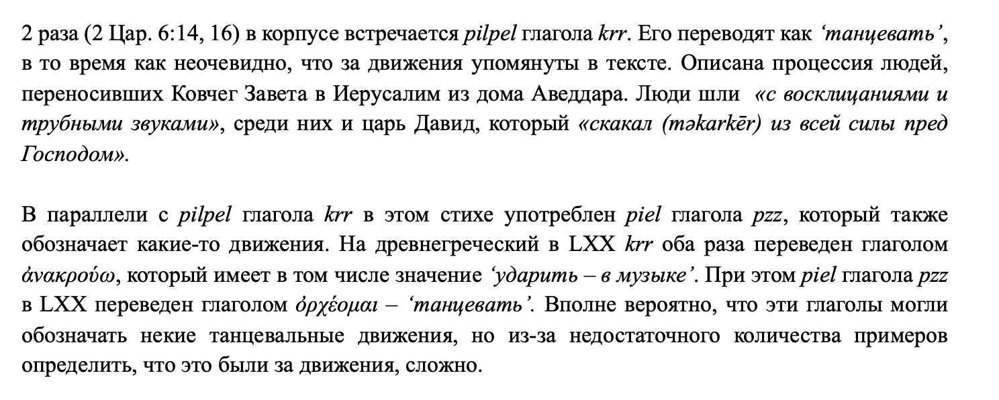 2 раза (2 Цар. 6:14, 16) в корпусе встречается pilpel глагола krr. Его переводят как ‘танцевать’,
в то время как неочевидно, что за движения упомянуты в тексте. Описана процессия людей,
переносивших Ковчег Завета в Иерусалим из дома Аведдара. Люди шли «с восклицаниями и
трубными звуками», среди них и царь Давид, который «скакал (məkarkēr) из всей силы пред
Господом».
В параллели с pilpel глагола krr в этом стихе употреблен piel глагола pzz, который также
обозначает какие-то движения. На древнегреческий в LXX krr оба раза переведен глаголом
ἀνακρούω, который имеет в том числе значение ‘ударить – в музыке’. При этом piel глагола pzz
в LXX переведен глаголом ὀρχέομαι – ‘танцевать’. Вполне вероятно, что эти глаголы могли
обозначать некие танцевальные движения, но из-за недостаточного количества примеров
определить, что это были за движения, сложно.